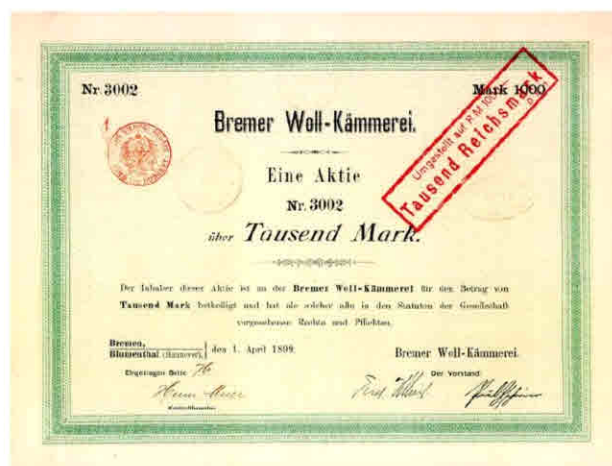 Nr. 3002
Mark 1000
Bremer Woll-Kämmerei.
Umgestellt auf R.M.
Tausend Reichsmark
Eine Aktie
Nr. 3002
über Tausend Mark.
Der Inhaber dieser Aktie ist an der Bremer Woll-Kämmerei für den Betrag von
Tausend Mark betheiligt und hat als solcher alle in den Statuten der Gesellschaft
vorgesehenen Rechte und Pflichten.
Bremen,
Blumenthal (Hannover), den 1. April 1899.
Bremer Woll-Kämmerei.
Eingetragen Seite 76
Der Vorstand: